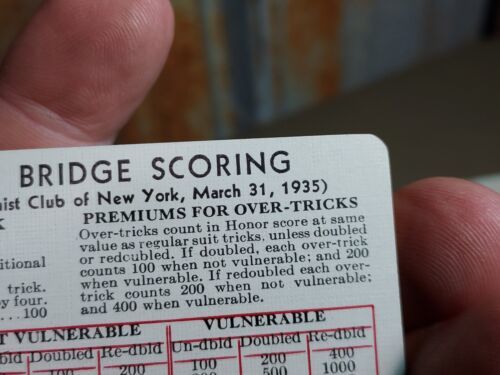 BRIDGE SCORING
Club of New York, March 31, 1935)
PREMIUMS FOR OVER-TRICKS
Over-tricks count in Honor score at same
value as regular suit tricks, unless doubled
or redoubled. If doubled, each over-trick
counts 100 when not vulnerable; and 200
when vulnerable. If redoubled each over-
trick counts 200 when not vulnerable;
and 400 when vulnerable.
trick.
four.
...100
VULNERABLE
VULNERABLE
Doubled Re-dbld Un-dbld Doubled Re-dbld
100 200 100 200 400
500 1000